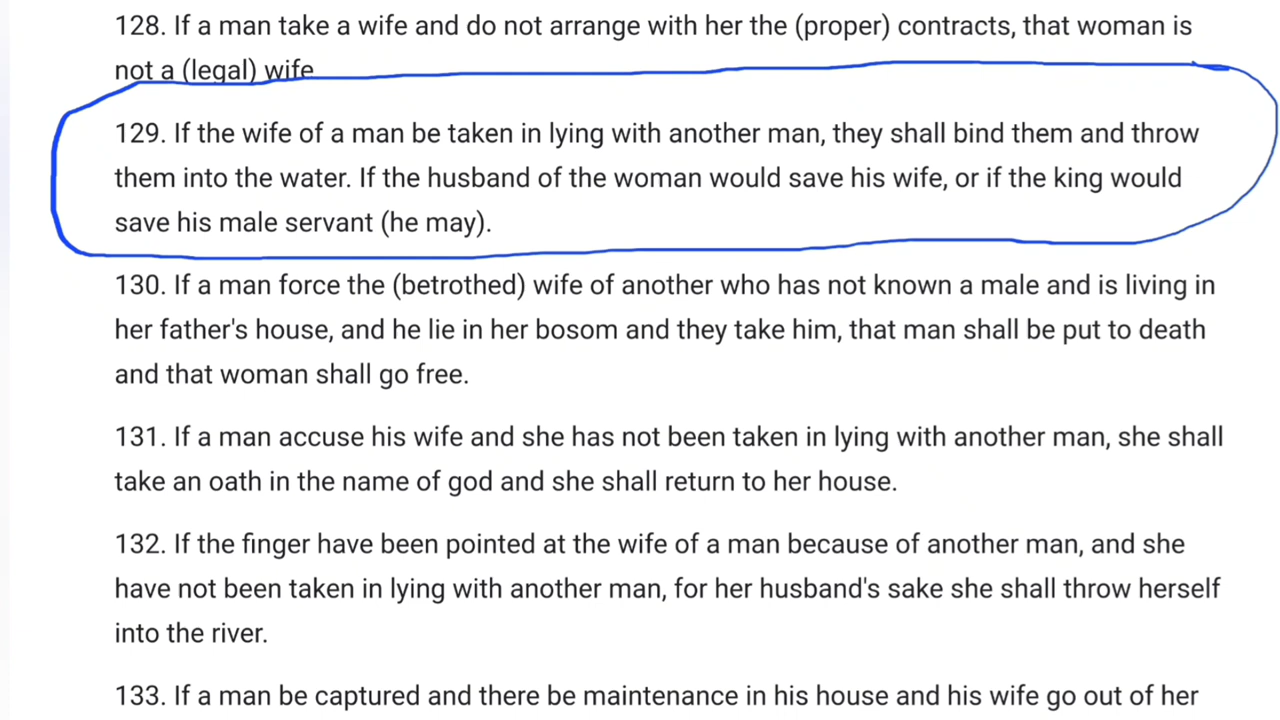 128. If a man take a wife and do not arrange with her the (proper) contracts, that woman is
not a (legal) wife
129. If the wife of a man be taken in lying with another man, they shall bind them and throw
them into the water. If the husband of the woman would save his wife, or if the king would
save his male servant (he may).
130. If a man force the (betrothed) wife of another who has not known a male and is living in
her father's house, and he lie in her bosom and they take him, that man shall be put to death
and that woman shall go free.
131. If a man accuse his wife and she has not been taken in lying with another man, she shall
take an oath in the name of god and she shall return to her house.
132. If the finger have been pointed at the wife of a man because of another man, and she
have not been taken in lying with another man, for her husband's sake she shall throw herself
into the river.
133. If a man be captured and there be maintenance in his house and his wife go out of her